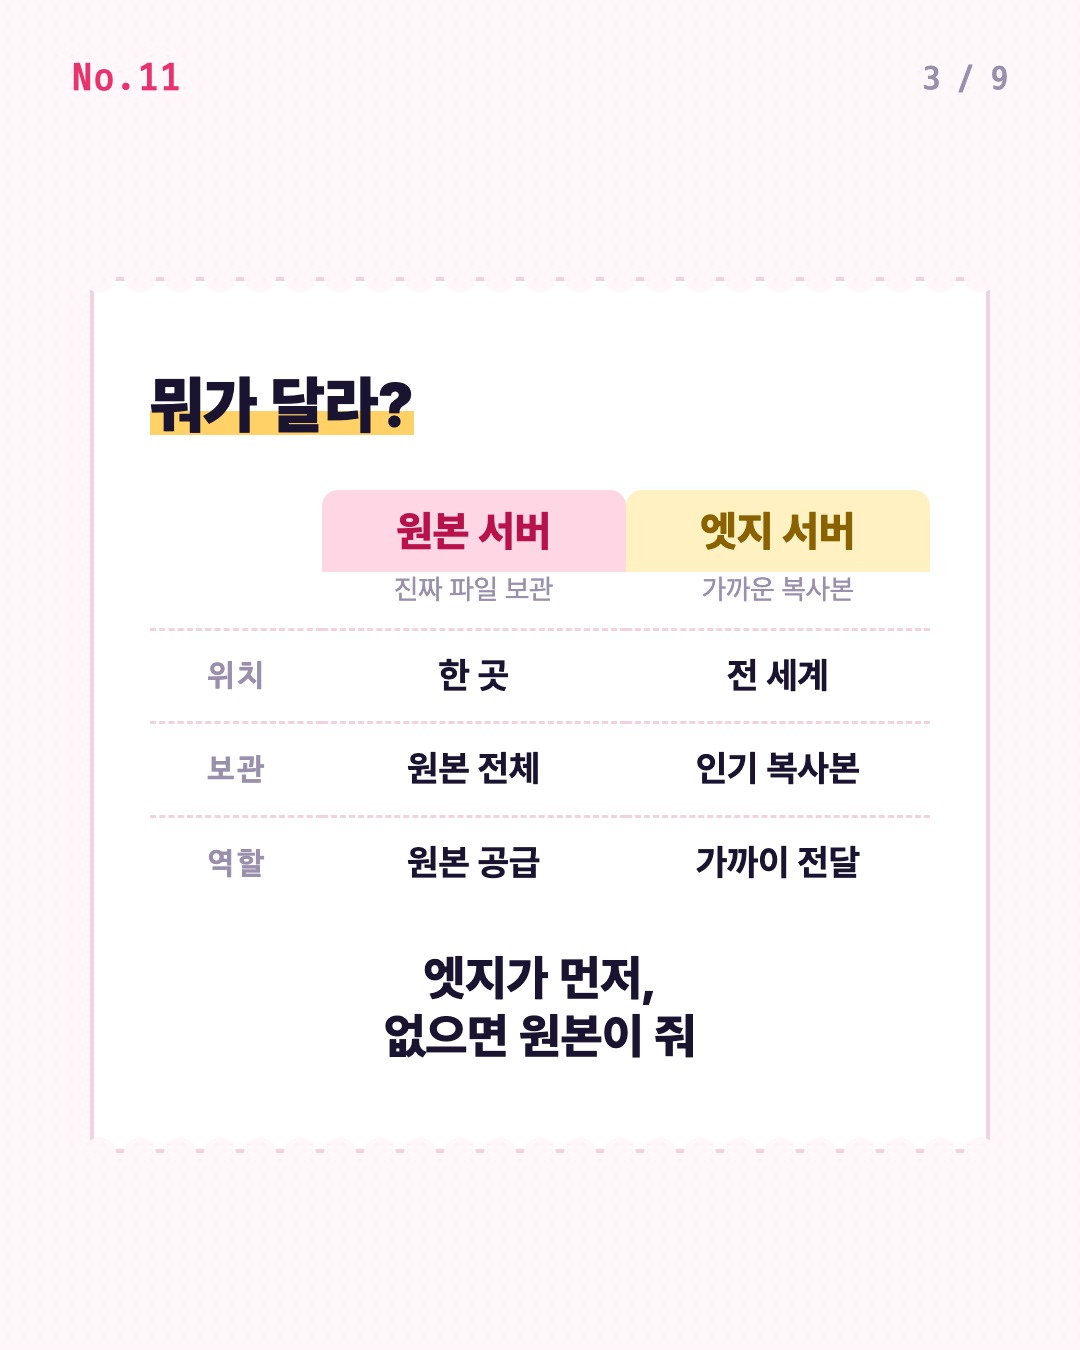 No.11
3 / 9
뭐가 달라?
원본 서버 엣지 서버
진짜 파일 보관 가까운 복사본
위치 한 곳 전 세계
보관 원본 전체 인기 복사본
역할 원본 공급 가까이 전달
엣지가 먼저,
없으면 원본이 줘